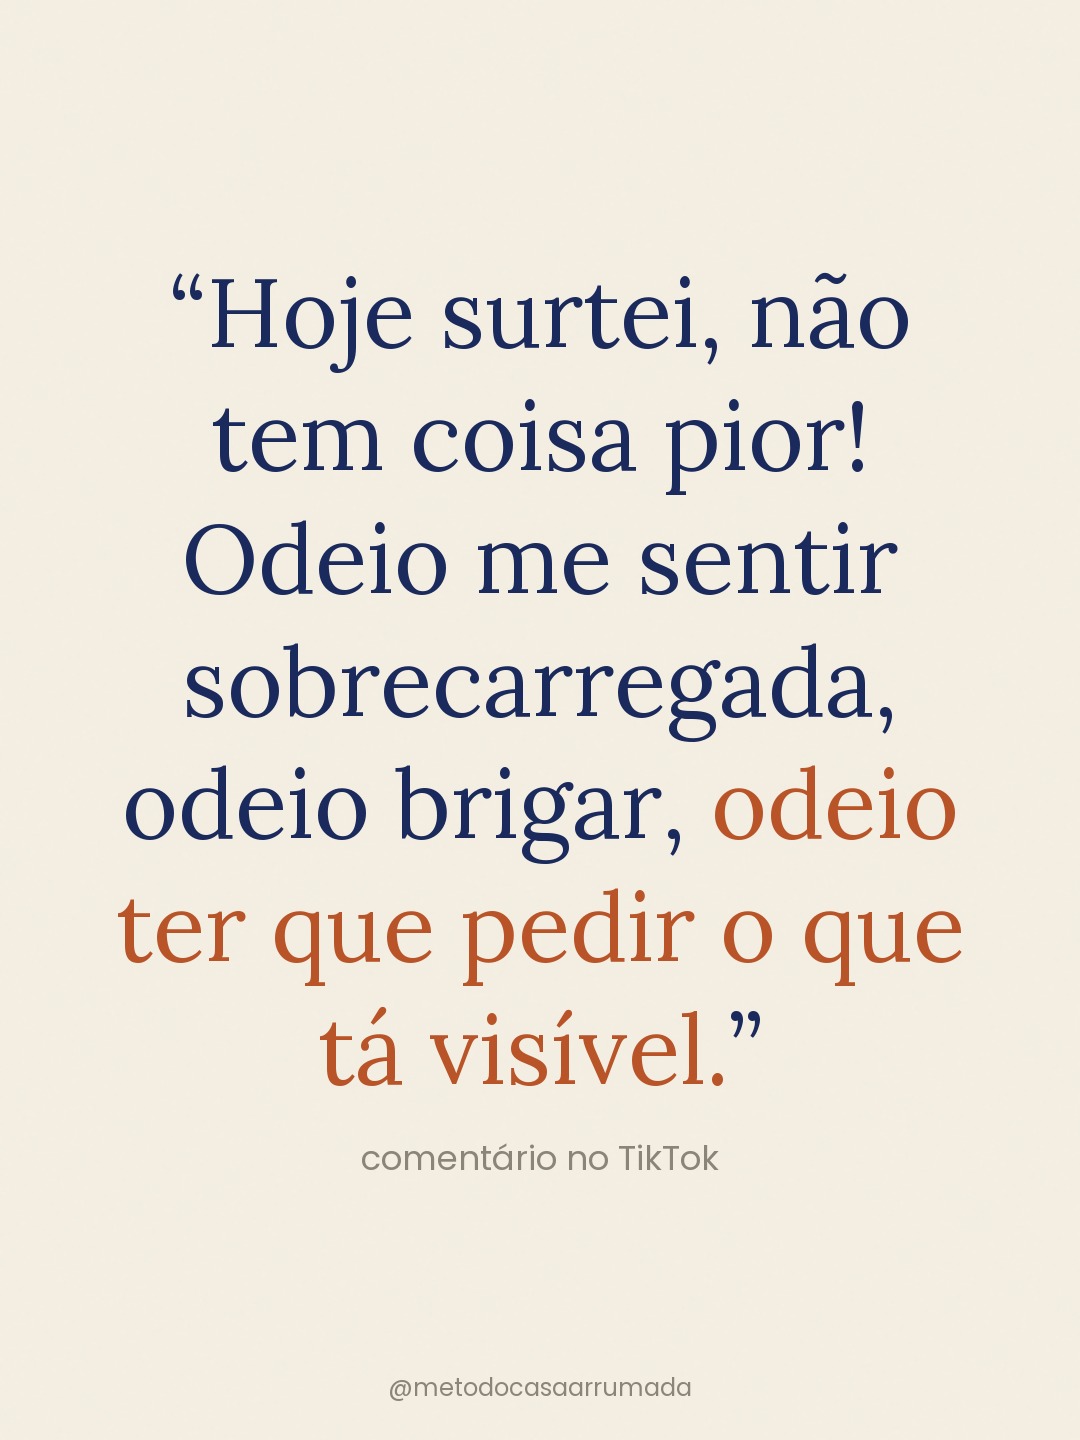 “Hoje surtei, não
tem coisa pior!
Odeio me sentir
sobrecarregada,
odeio brigar, odeio
ter que pedir o que
tá visível.”
comentário no TikTok
@metodocasaarrumada